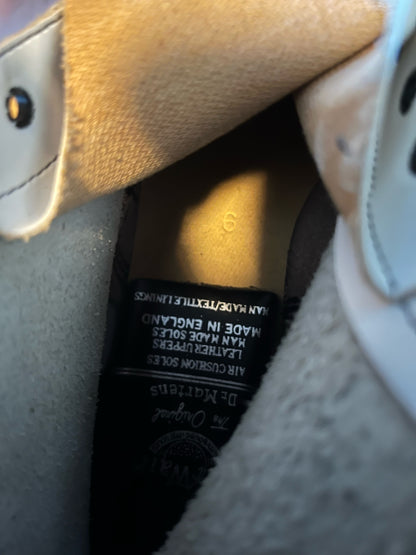 The Original
Dr. Martens
AIR CUSHION SOLES
LEATHER UPPERS
MAN MADE SOLES
MADE IN ENGLAND
MAN MADE/TEXTILE LININGS